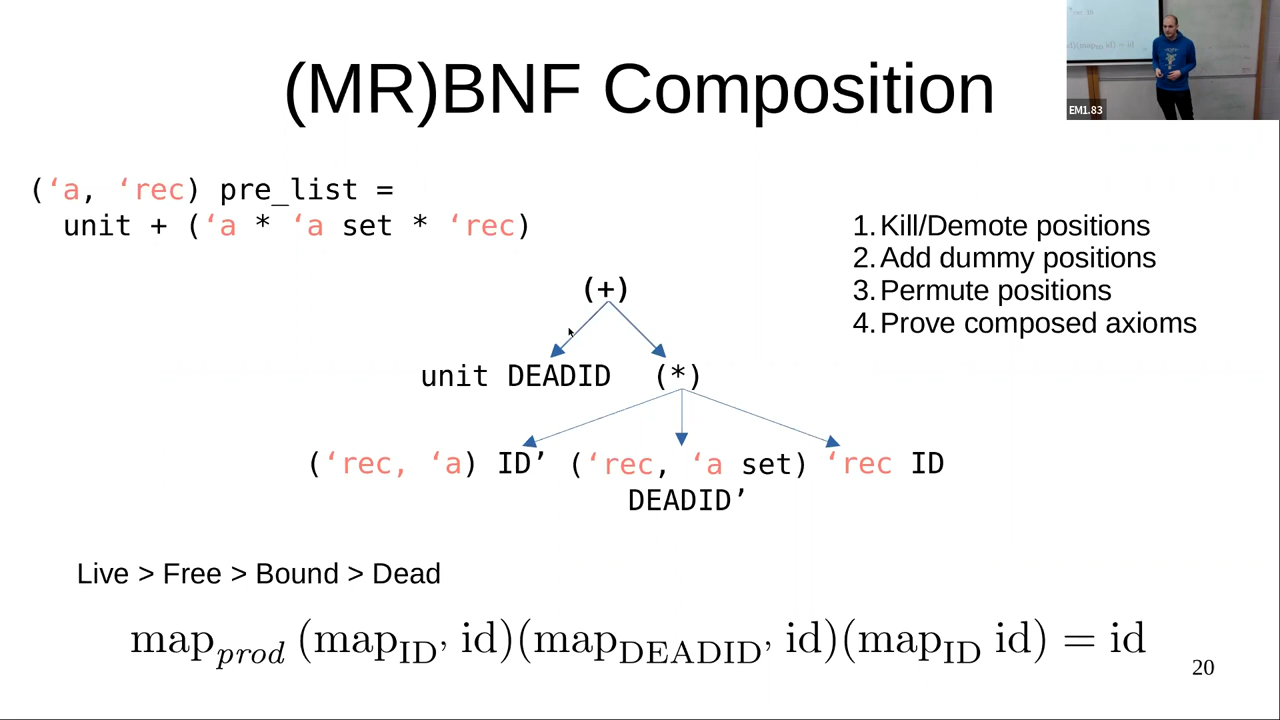 (MR)BNF Composition
EM1.83
(‘a, ‘rec) pre_list =
unit + (‘a * ‘a set * ‘rec)
1. Kill/Demote positions
2. Add dummy positions
3. Permute positions
4. Prove composed axioms
(+)
unit DEADID (*)
(‘rec, ‘a) ID’ (‘rec, ‘a set) ‘rec ID
DEADID’
Live > Free > Bound > Dead
map_prod (map_ID’ id)(map_DEADID’ id)(map_ID id) = id
20